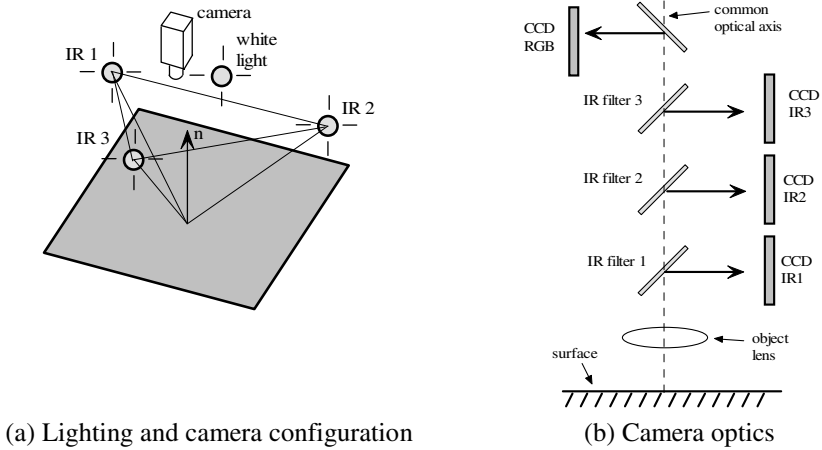 camera
white
light
IR 1
IR 2
IR 3
n
(a) Lighting and camera configuration
common
optical axis
CCD
RGB
IR filter 3
CCD
IR3
IR filter 2
CCD
IR2
IR filter 1
CCD
IR1
object
lens
surface
(b) Camera optics